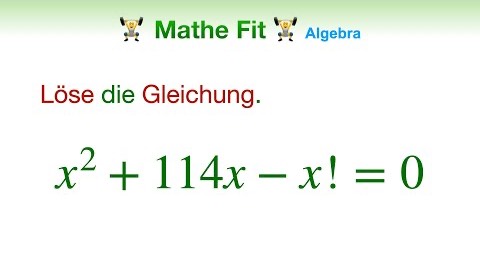 Mathe Fit Algebra
Löse die Gleichung.
x² + 114x − x! = 0